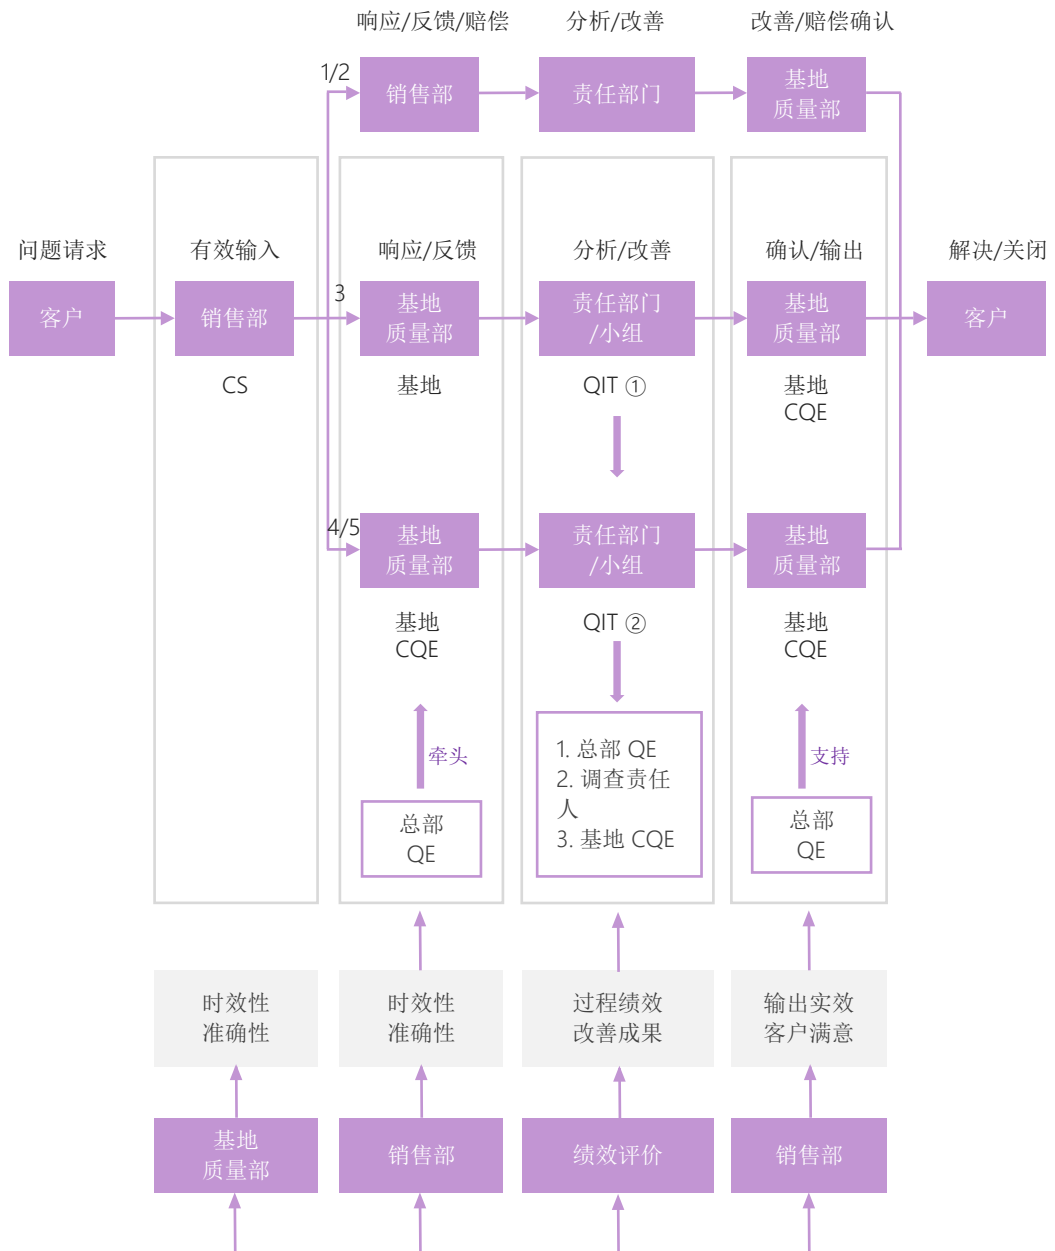 响应/反馈/赔偿
分析/改善
改善/赔偿确认
1/2
销售部
责任部门
基地
质量部
问题请求
有效输入
响应/反馈
分析/改善
确认/输出
解决/关闭
客户
销售部
3
基地
质量部
责任部门
/小组
基地
质量部
客户
CS
基地
QIT ①
基地
CQE
4/5
基地
质量部
责任部门
/小组
基地
质量部
基地
CQE
QIT ②
基地
CQE
牵头
1. 总部 QE
2. 调查责任
人
3. 基地 CQE
支持
总部
QE
总部
QE
时效性
准确性
时效性
准确性
过程绩效
改善成果
输出实效
客户满意
基地
质量部
销售部
绩效评价
销售部